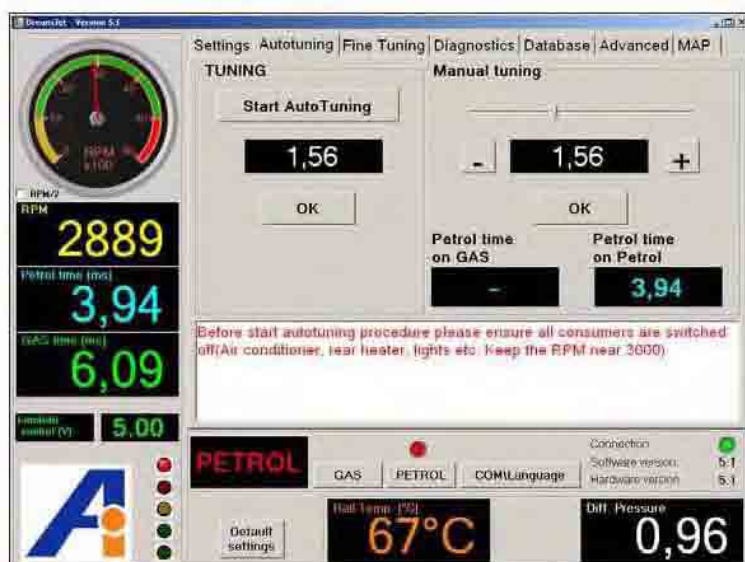 DreamJet - Version 5.1
Settings Autotuning Fine Tuning Diagnostics Database Advanced MAP
TUNING
Start AutoTuning
1,56
OK
Manual tuning
- 1,56 +
OK
Petrol time on GAS
-
Petrol time on Petrol
3,94
RPM x100
RPM/2
RPM
2889
Petrol time (ms)
3,94
GAS time (ms)
6,09
control (V)
5.00
Before start autotuning procedure please ensure all consumers are switched
off(Air conditioner, rear heater, lights etc. Keep the RPM near 3000)
PETROL
GAS PETROL COM\Language
Connection
Software version: 5.1
Hardware version 5.1
Default settings
Rail Temp. [°C]
67°C
Diff. Pressure
0,96